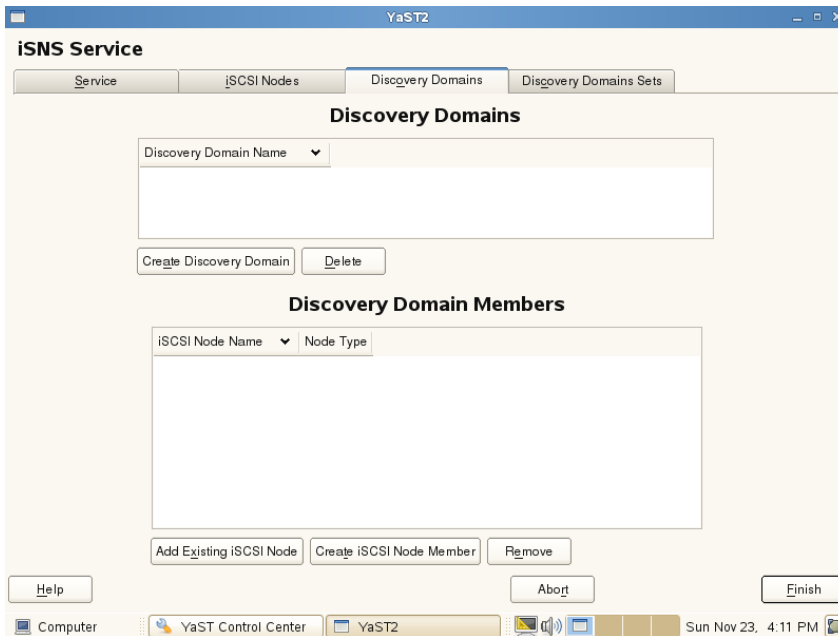 YaST2
iSNS Service
Service iSCSI Nodes Discovery Domains Discovery Domains Sets
Discovery Domains
Discovery Domain Name
Create Discovery Domain Delete
Discovery Domain Members
iSCSI Node Name Node Type
Add Existing iSCSI Node Create iSCSI Node Member Remove
Help Abort Finish
Computer YaST Control Center YaST2 Sun Nov 23, 4:11 PM